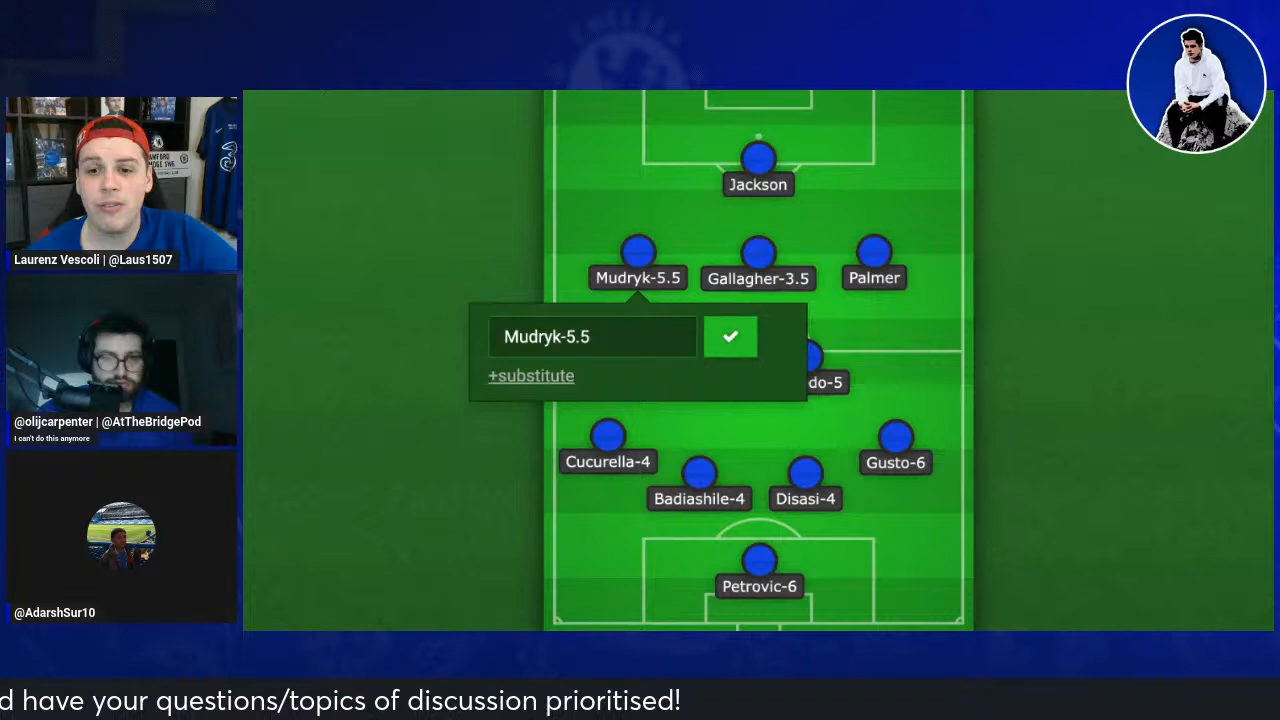 CHELSEA
Laurenz Vescoli | @Laus1507
@olijcarpenter | @AtTheBridgePod
I can't do this anymore
@AdarshSur10
Jackson
Mudryk-5.5
Gallagher-3.5
Palmer
Mudryk-5.5
+substitute
do-5
Cucurella-4
Gusto-6
Badiashile-4
Disasi-4
Petrovic-6
d have your questions/topics of discussion prioritised!